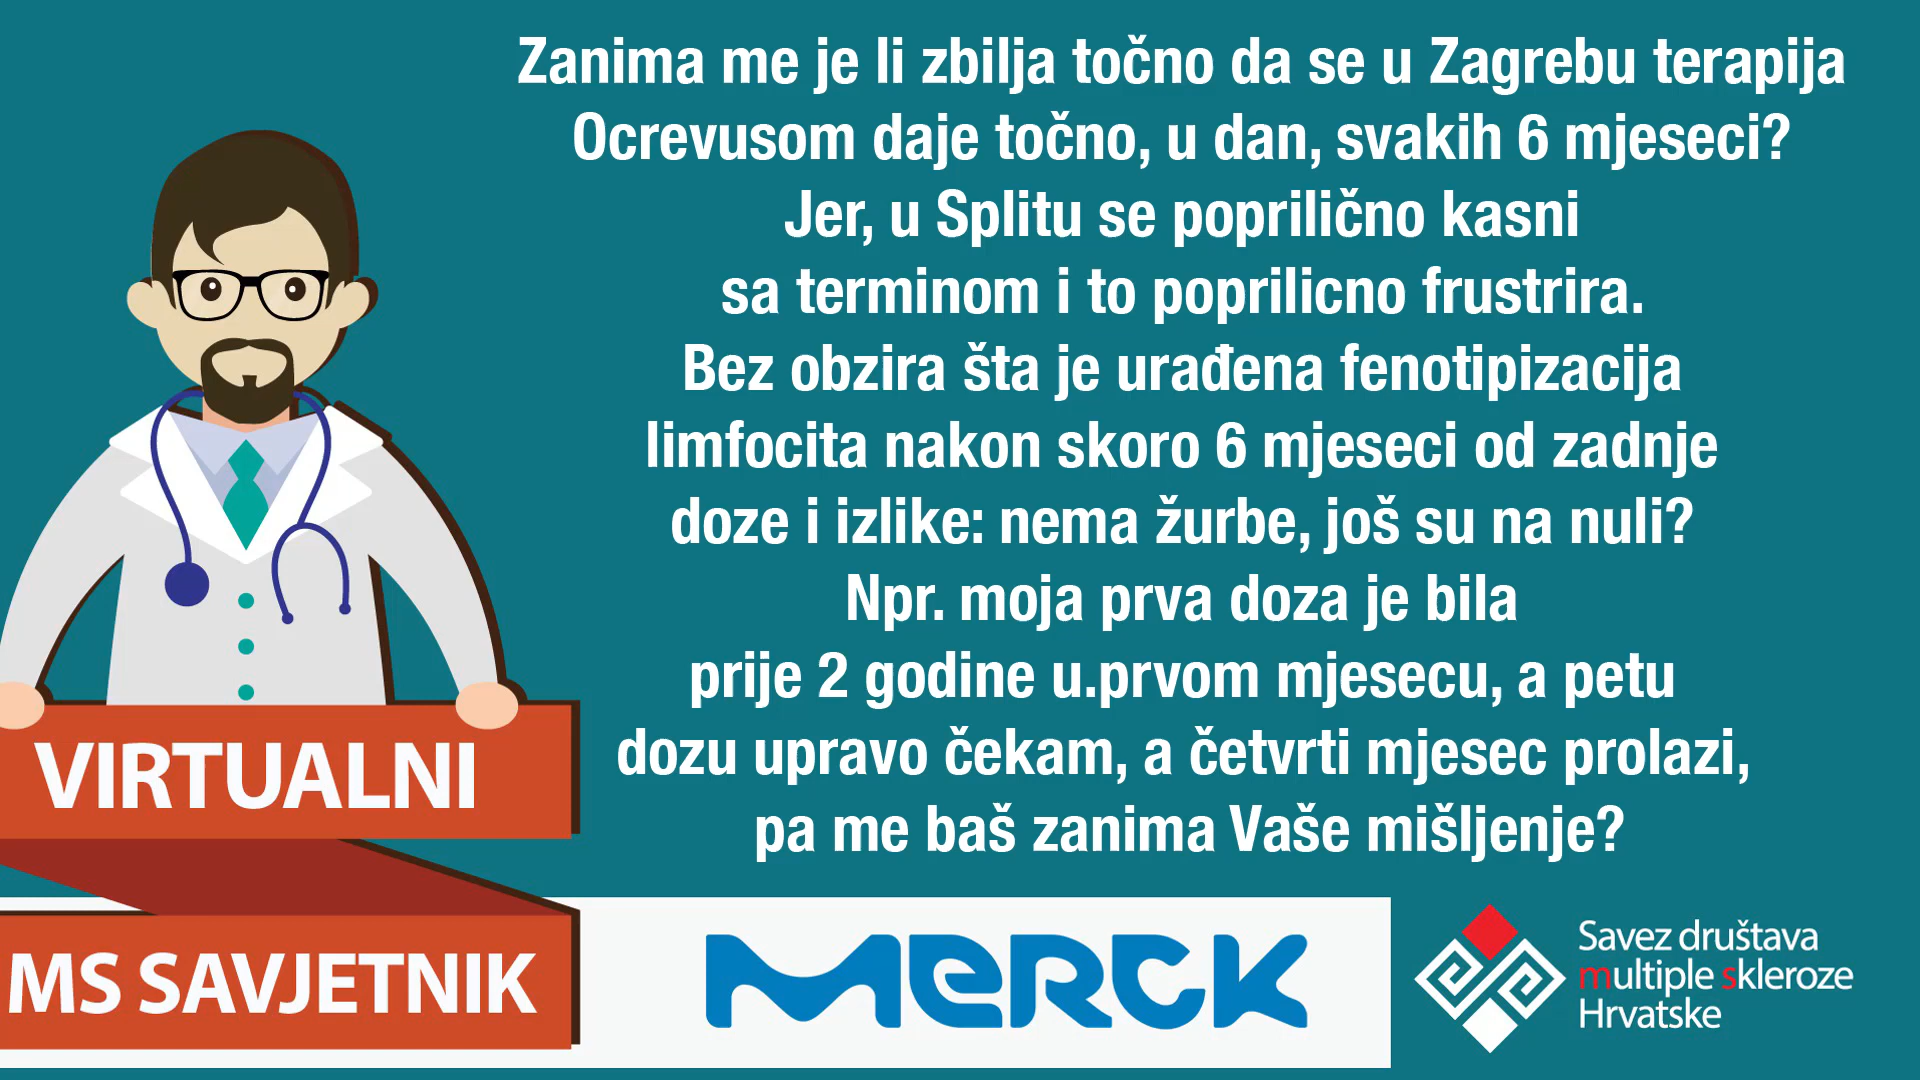 Zanima me je li zbilja točno da se u Zagrebu terapija
Ocrevusom daje točno, u dan, svakih 6 mjeseci?
Jer, u Splitu se poprilično kasni
sa terminom i to poprilicno frustrira.
Bez obzira šta je urađena fenotipizacija
limfocita nakon skoro 6 mjeseci od zadnje
doze i izlike: nema žurbe, još su na nuli?
Npr. moja prva doza je bila
prije 2 godine u.prvom mjesecu, a petu
dozu upravo čekam, a četvrti mjesec prolazi,
pa me baš zanima Vaše mišljenje?
VIRTUALNI
MS SAVJETNIK
MERCK
Savez društava
multiple skleroze
Hrvatske